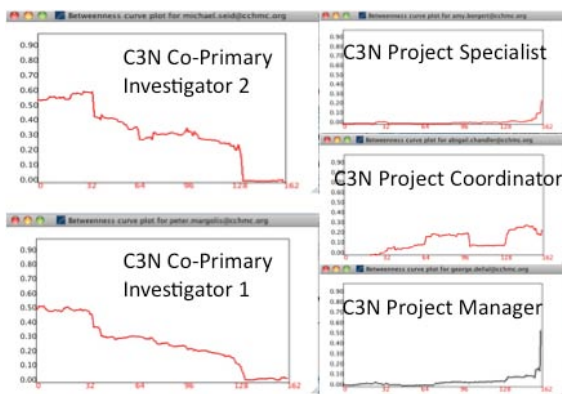 Betweenness curve plot for michael.seid@cchmc.org
C3N Co-Primary
Investigator 2
0.90
0.80
0.70
0.60
0.50
0.40
0.30
0.20
0.10
0.00
0 32 64 96 128 162
Betweenness curve plot for peter.margolis@cchmc.org
C3N Co-Primary
Investigator 1
0.90
0.80
0.70
0.60
0.50
0.40
0.30
0.20
0.10
0.00
0 32 64 96 128 162
Betweenness curve plot for amy.bongert@cchmc.org
C3N Project Specialist
0.90
0.80
0.70
0.60
0.50
0.40
0.30
0.20
0.10
0.00
0 32 64 96 128 162
Betweenness curve plot for abigail.chandler@cchmc.org
C3N Project Coordinator
0.90
0.80
0.70
0.60
0.50
0.40
0.30
0.20
0.10
0.00
0 32 64 96 128 162
Betweenness curve plot for
C3N Project Manager
0.90
0.80
0.70
0.60
0.50
0.40
0.30
0.20
0.10
0.00
0 32 64 96 128 162